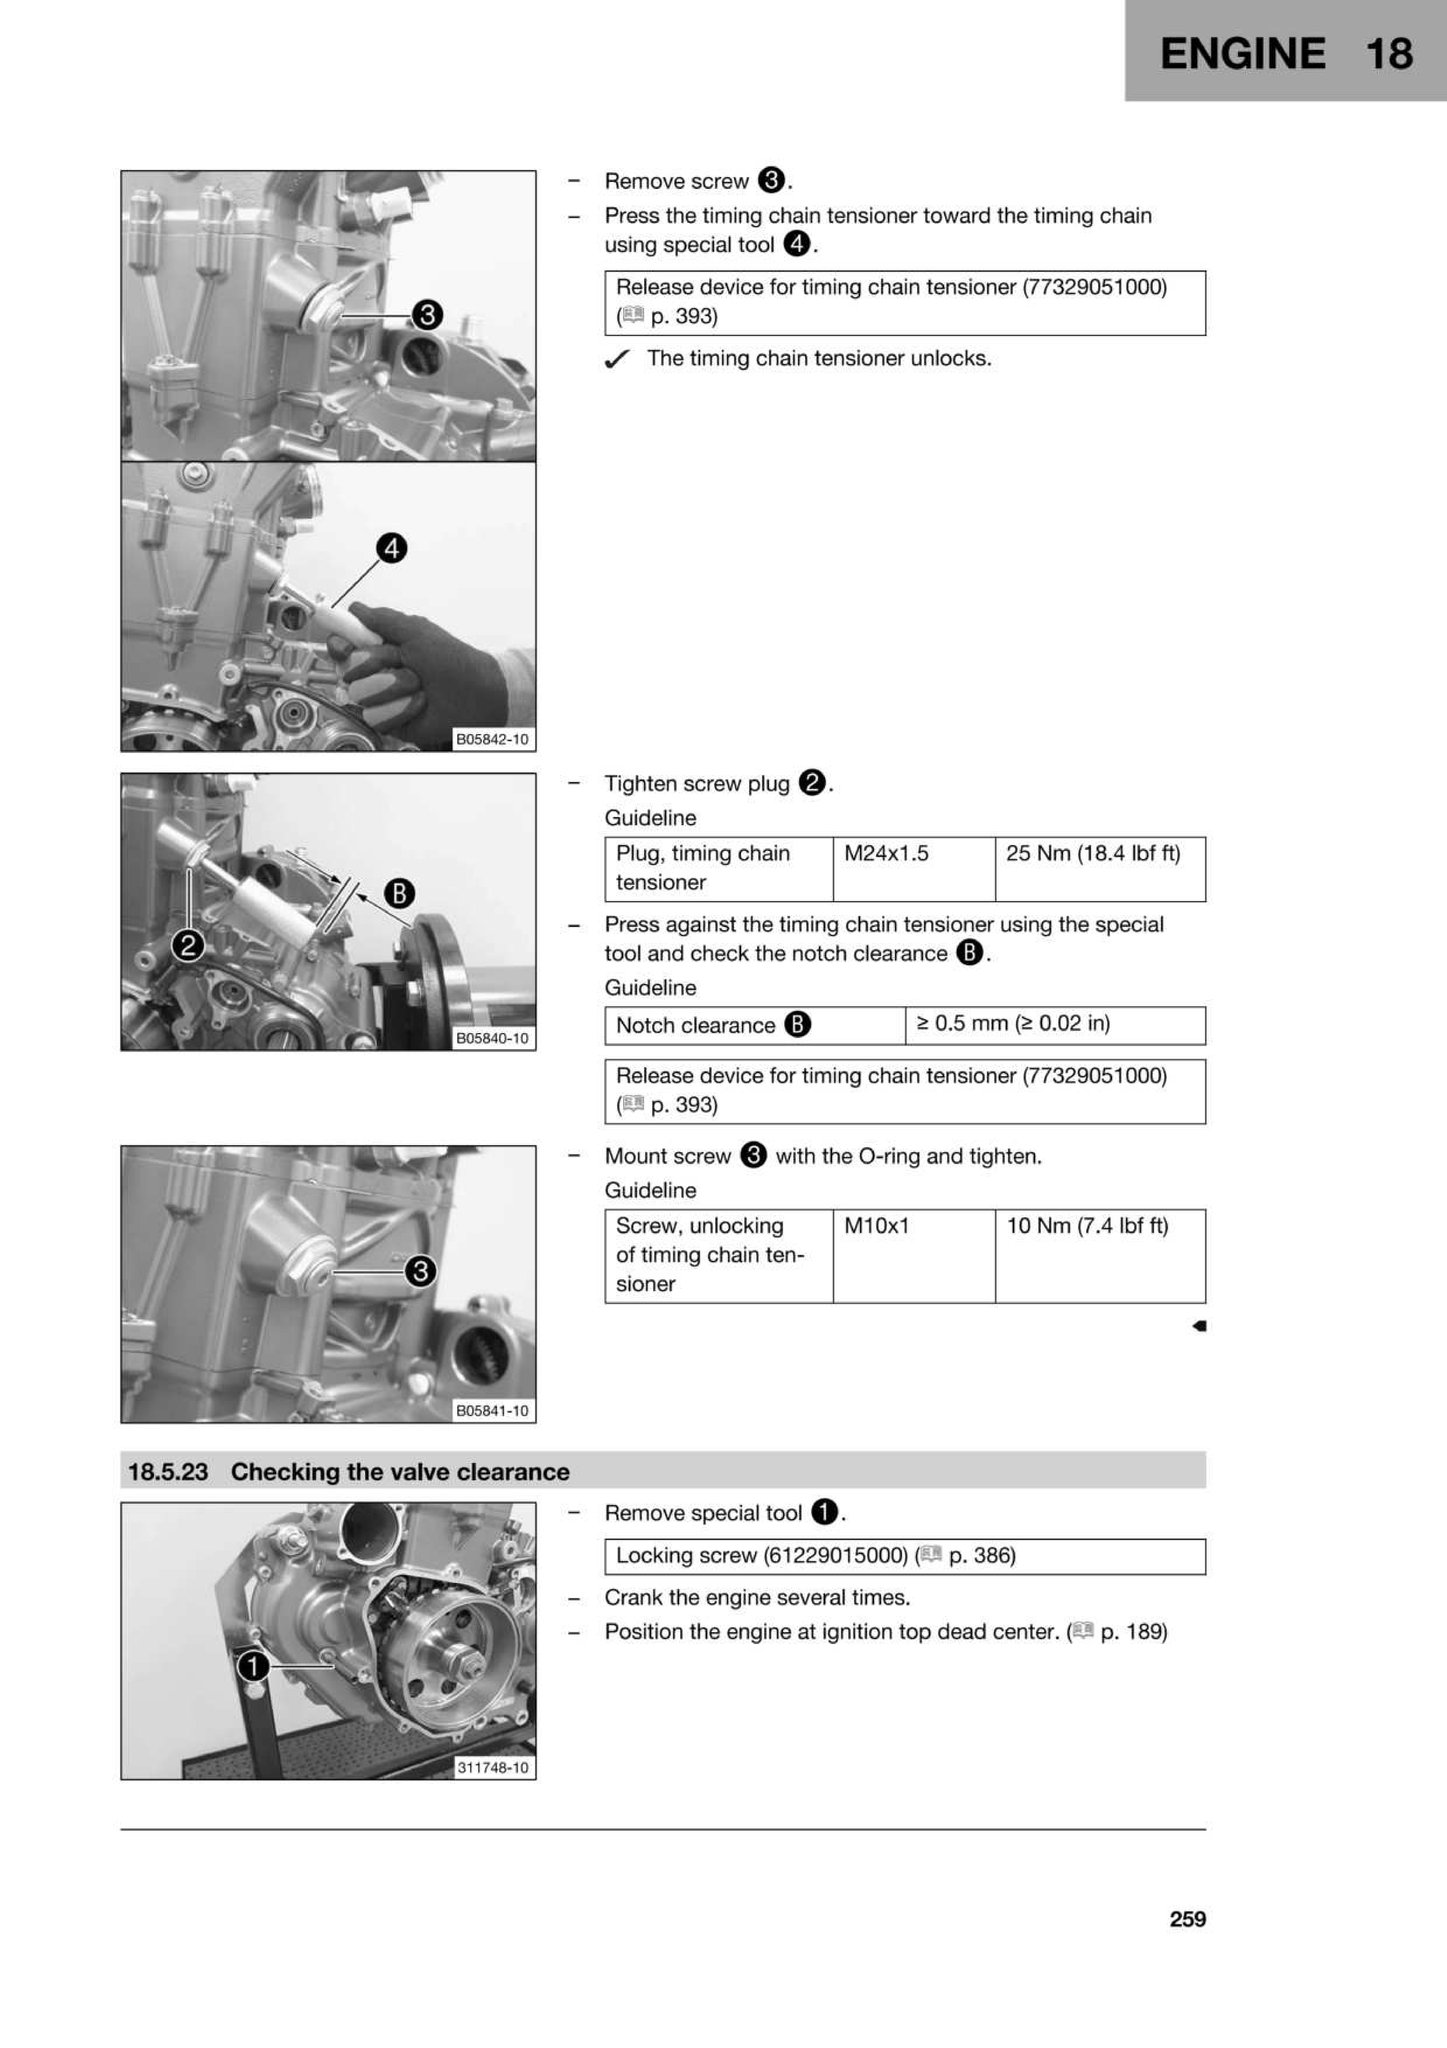 ENGINE 18
– Remove screw 3.
– Press the timing chain tensioner toward the timing chain
using special tool 4.
Release device for timing chain tensioner (77329051000)
( p. 393)
✓ The timing chain tensioner unlocks.
3
4
B05842-10
– Tighten screw plug 2.
Guideline
Plug, timing chain
tensioner
M24x1.5
25 Nm (18.4 lbf ft)
– Press against the timing chain tensioner using the special
tool and check the notch clearance B.
Guideline
Notch clearance B
≥ 0.5 mm (≥ 0.02 in)
Release device for timing chain tensioner (77329051000)
( p. 393)
B
2
B05840-10
– Mount screw 3 with the O-ring and tighten.
Guideline
Screw, unlocking
of timing chain ten-
sioner
M10x1
10 Nm (7.4 lbf ft)
3
B05841-10
18.5.23 Checking the valve clearance
– Remove special tool 1.
Locking screw (61229015000) ( p. 386)
– Crank the engine several times.
– Position the engine at ignition top dead center. ( p. 189)
1
311748-10
259